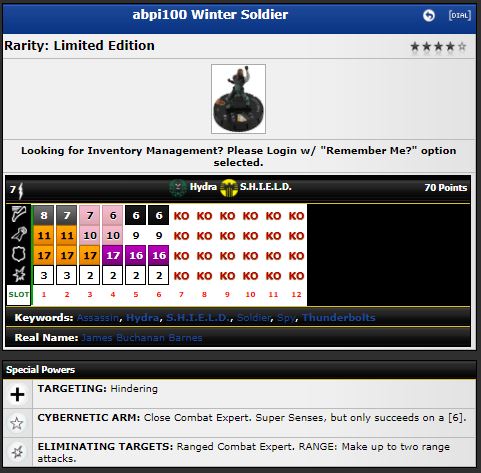 abpi100 Winter Soldier [DIAL]
Rarity: Limited Edition
Looking for Inventory Management? Please Login w/ "Remember Me?" option
selected.
7 Hydra S.H.I.E.L.D. 70 Points
8 7 7 6 6 6 KO KO KO KO KO KO
11 11 10 10 9 9 KO KO KO KO KO KO
17 17 17 17 16 16 KO KO KO KO KO KO
3 3 2 2 2 2 KO KO KO KO KO KO
SLOT 1 2 3 4 5 6 7 8 9 10 11 12
Keywords: Assassin, Hydra, S.H.I.E.L.D., Soldier, Spy, Thunderbolts
Real Name: James Buchanan Barnes
Special Powers
TARGETING: Hindering
CYBERNETIC ARM: Close Combat Expert. Super Senses, but only succeeds on a [6].
ELIMINATING TARGETS: Ranged Combat Expert. RANGE: Make up to two range
attacks.